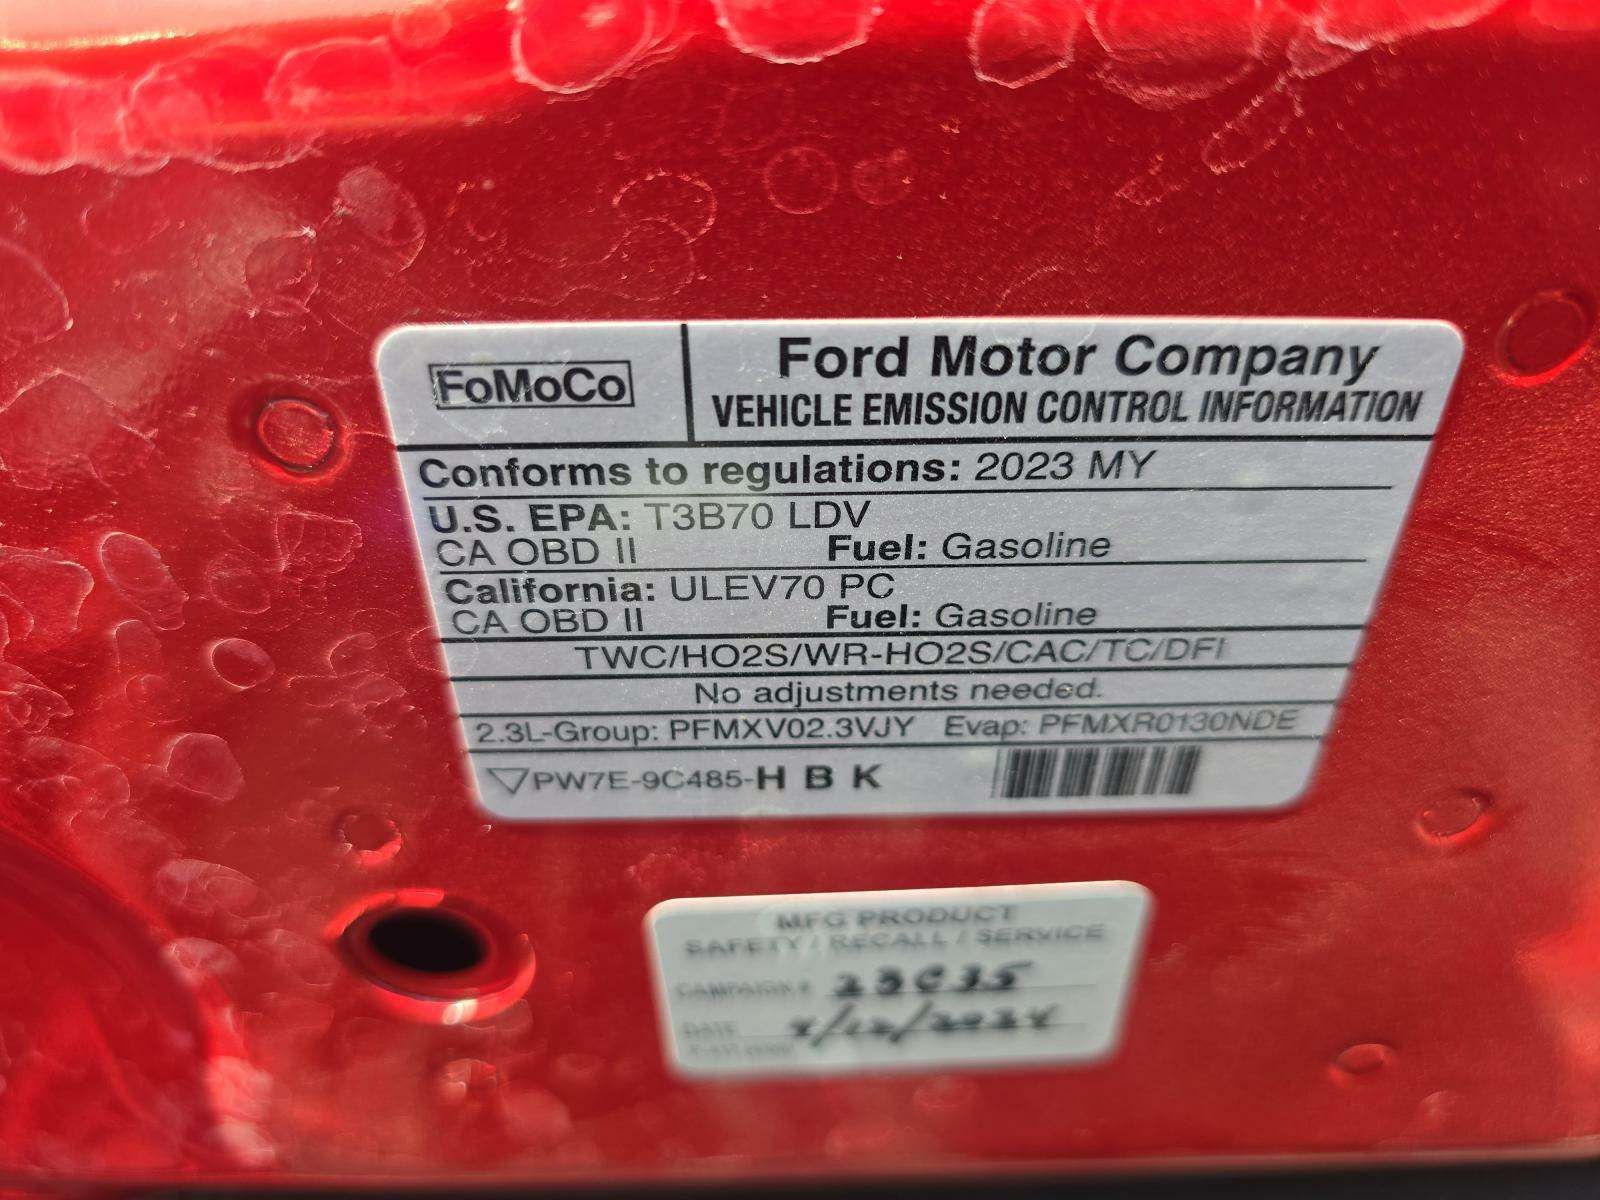 FoMoCo
Ford Motor Company
VEHICLE EMISSION CONTROL INFORMATION
Conforms to regulations: 2023 MY
U.S. EPA: T3B70 LDV
CA OBD II Fuel: Gasoline
California: ULEV70 PC
CA OBD II Fuel: Gasoline
TWC/HO2S/WR-HO2S/CAC/TC/DFI
No adjustments needed.
2.3L-Group: PFMXV02.3VJY Evap: PFMXR0130NDE
PW7E-9C485-H B K
MFG PRODUCT
SAFETY / RECALL / SERVICE
CAMPAIGN # 23C35
DATE /12/2024